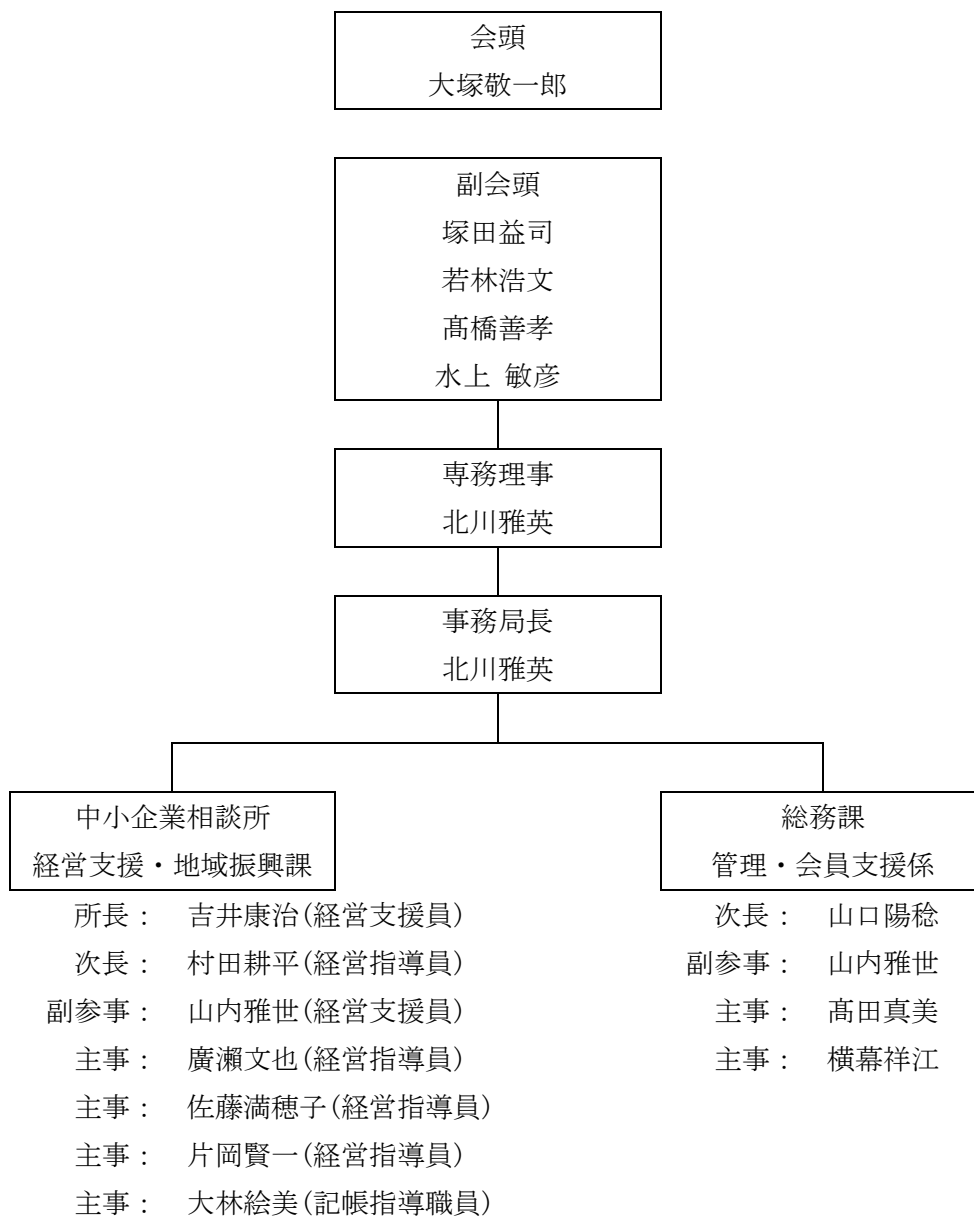 会頭
大塚敬一郎
副会頭
塚田益司
若林浩文
髙橋善孝
水上 敏彦
専務理事
北川雅英
事務局長
北川雅英
中小企業相談所
経営支援・地域振興課
所長： 吉井康治(経営支援員)
次長： 村田耕平(経営指導員)
副参事： 山内雅世(経営支援員)
主事： 廣瀨文也(経営指導員)
主事： 佐藤満穂子(経営指導員)
主事： 片岡賢一(経営指導員)
主事： 大林絵美(記帳指導職員)
総務課
管理・会員支援係
次長： 山口陽稔
副参事： 山内雅世
主事： 髙田真美
主事： 横幕祥江